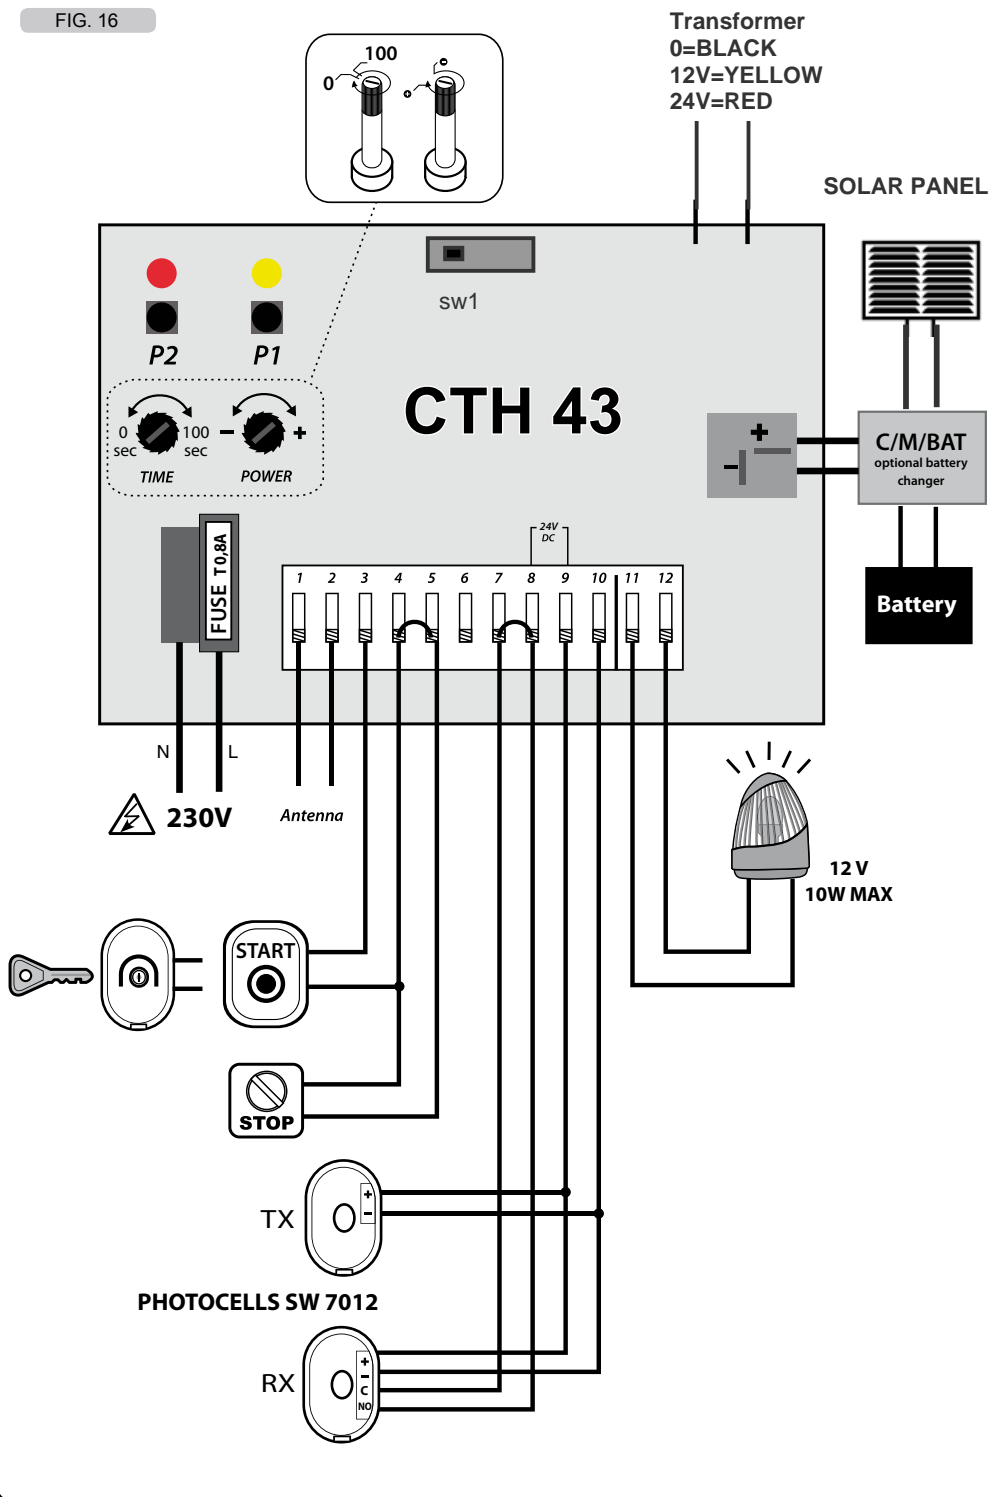 FIG. 16
Transformer
0=BLACK
12V=YELLOW
24V=RED
100
0
SOLAR PANEL
sw1
P2
P1
CTH 43
0
sec
100
sec
TIME
- +
POWER
+
-
C/M/BAT
optional battery
changer
Battery
FUSE T 0,8A
24V
DC
1 2 3 4 5 6 7 8 9 10 11 12
N
L
230V
Antenna
12 V
10W MAX
START
STOP
TX
+
-
PHOTOCELLS SW 7012
RX
+
-
C
NO